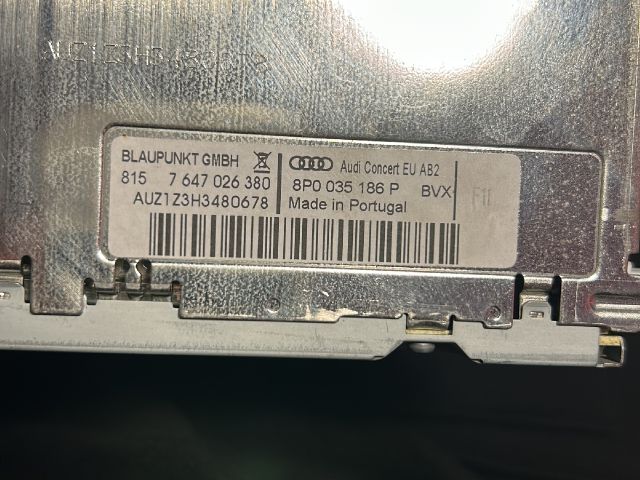 BLAUPUNKT GMBH
815 7 647 026 380
AUZ1Z3H3480678
Audi Concert EU AB2
8P0 035 186 P BVX
Made in Portugal